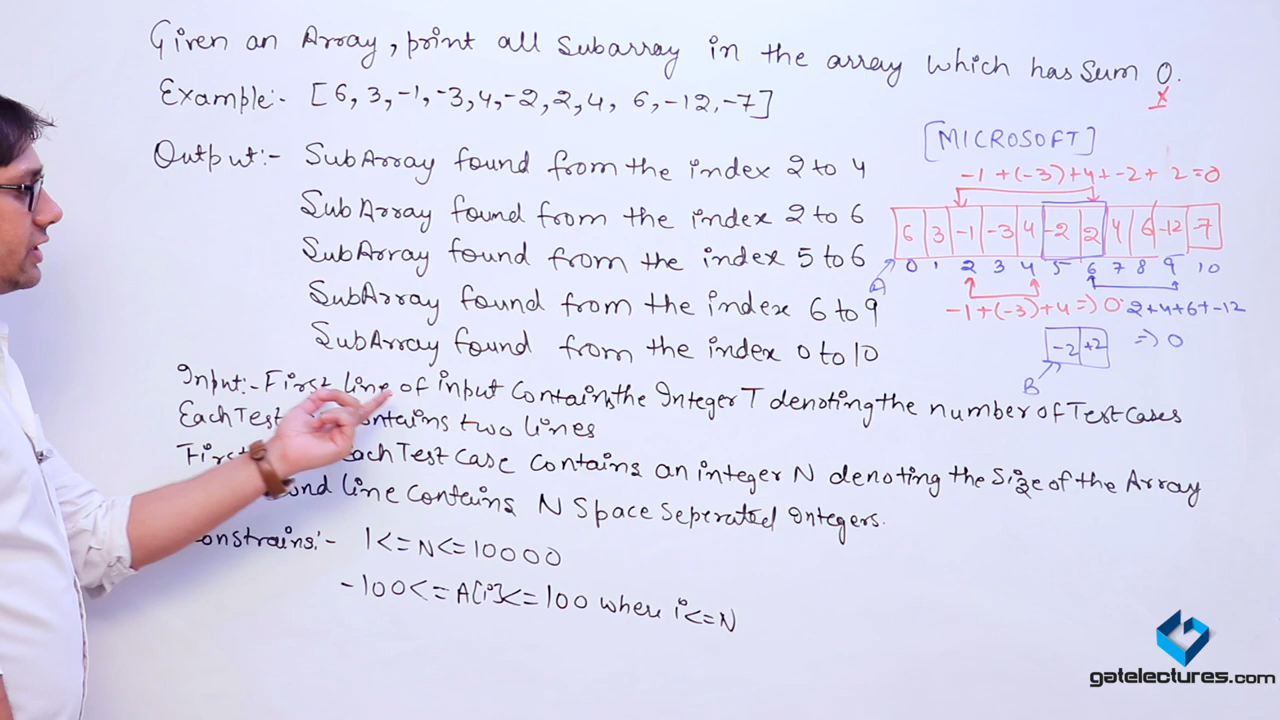 Given an Array, print all Subarray in the array which has Sum 0.
x
Example:- [6, 3, -1, -3, 4, -2, 2, 4, 6, -12, -7]
[MICROSOFT]
Output:- SubArray found from the index 2 to 4
SubArray found from the index 2 to 6
SubArray found from the index 5 to 6
SubArray found from the index 6 to 9
SubArray found from the index 0 to 10
-1 + (-3) + 4 + -2 + 2 = 0
6 3 -1 -3 4 -2 2 4 6 -12 -7
A 0 1 2 3 4 5 6 7 8 9 10
-1 + (-3) + 4 => 0 2 + 4 + 6 + -12
=> 0
-2 +2
B
Input:- First line of input Contains the Integer T denoting the number of Test Cases
Each Test contains two lines
First Each Test Case Contains an integer N denoting the Size of the Array
line contains N Space Seperated Integers.
onstrains:- 1<=N<=10000
-100<=A[i]<=100 where i<=N
gatelectures.com